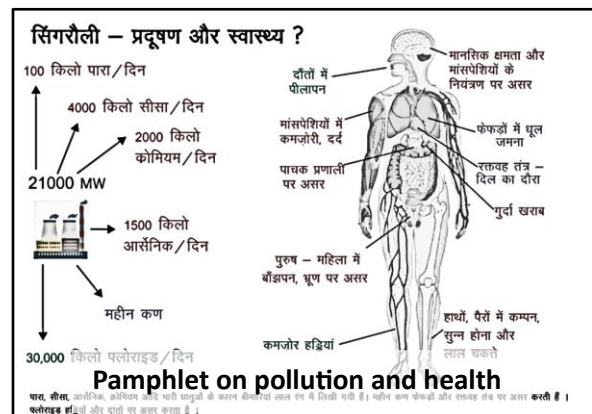 सिंगरौली – प्रदूषण और स्वास्थ्य ?
100 किलो पारा/दिन
4000 किलो सीसा/दिन
2000 किलो
क्रोमियम/दिन
21000 MW
1500 किलो
आर्सेनिक/दिन
महीन कण
30,000 किलो फ्लोराइड/दिन
दाँतों में
पीलापन
मांसपेशियों में
कमज़ोरी, दर्द
पाचक प्रणाली
पर असर
पुरुष – महिला में
बाँझपन, भ्रूण पर असर
कमजोर हड्डियां
मानसिक क्षमता और
मांसपेशियों के
नियंत्रण पर असर
फेफड़ों में धूल
जमना
रक्तवह तंत्र –
दिल का दौरा
गुर्दा खराब
हाथों, पैरों में कम्पन,
सुन्न होना और
लाल चकते
Pamphlet on pollution and health
पारा, सीसा, आर्सेनिक, क्रोमियम आदि भारी धातुओं के कारण बीमारियां लाल रंग में लिखी गयी हैं। महीन कण फेफड़ों और रक्तवह तंत्र पर असर करती हैं।
फ्लोराइड हड्डियों और दांतों पर असर करता है।